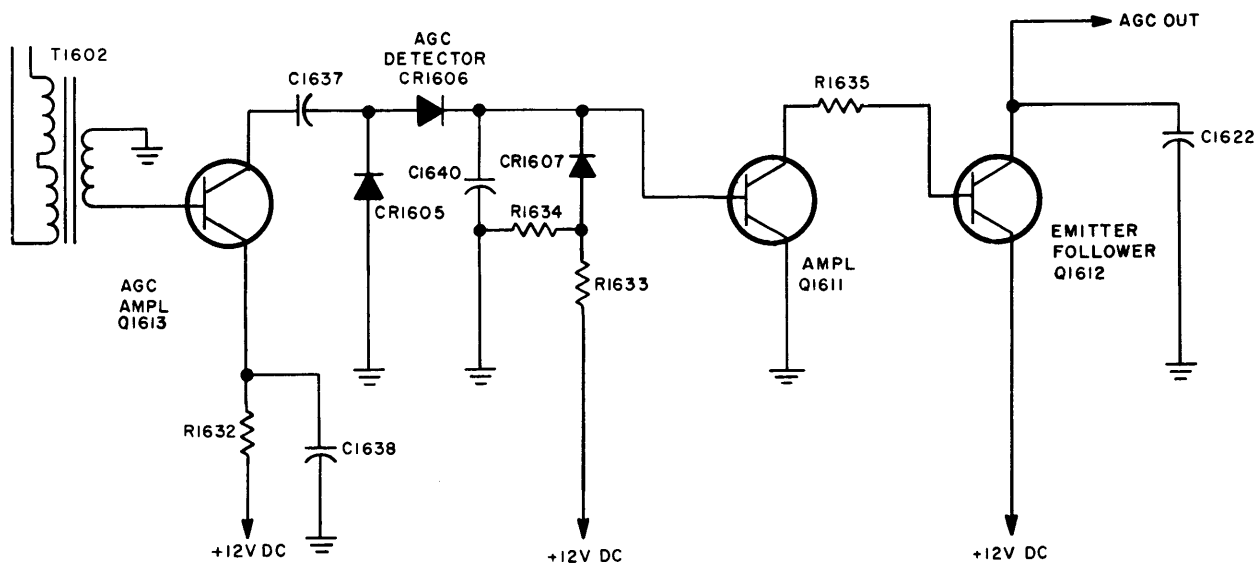 T1602
AGC
DETECTOR
CR1606
C1637
AGC OUT
R1635
C1622
C1640
CR1607
CR1605
R1634
R1633
AGC
AMPL
Q1613
AMPL
Q1611
EMITTER
FOLLOWER
Q1612
R1632
C1638
+12V DC
+12V DC
+12V DC